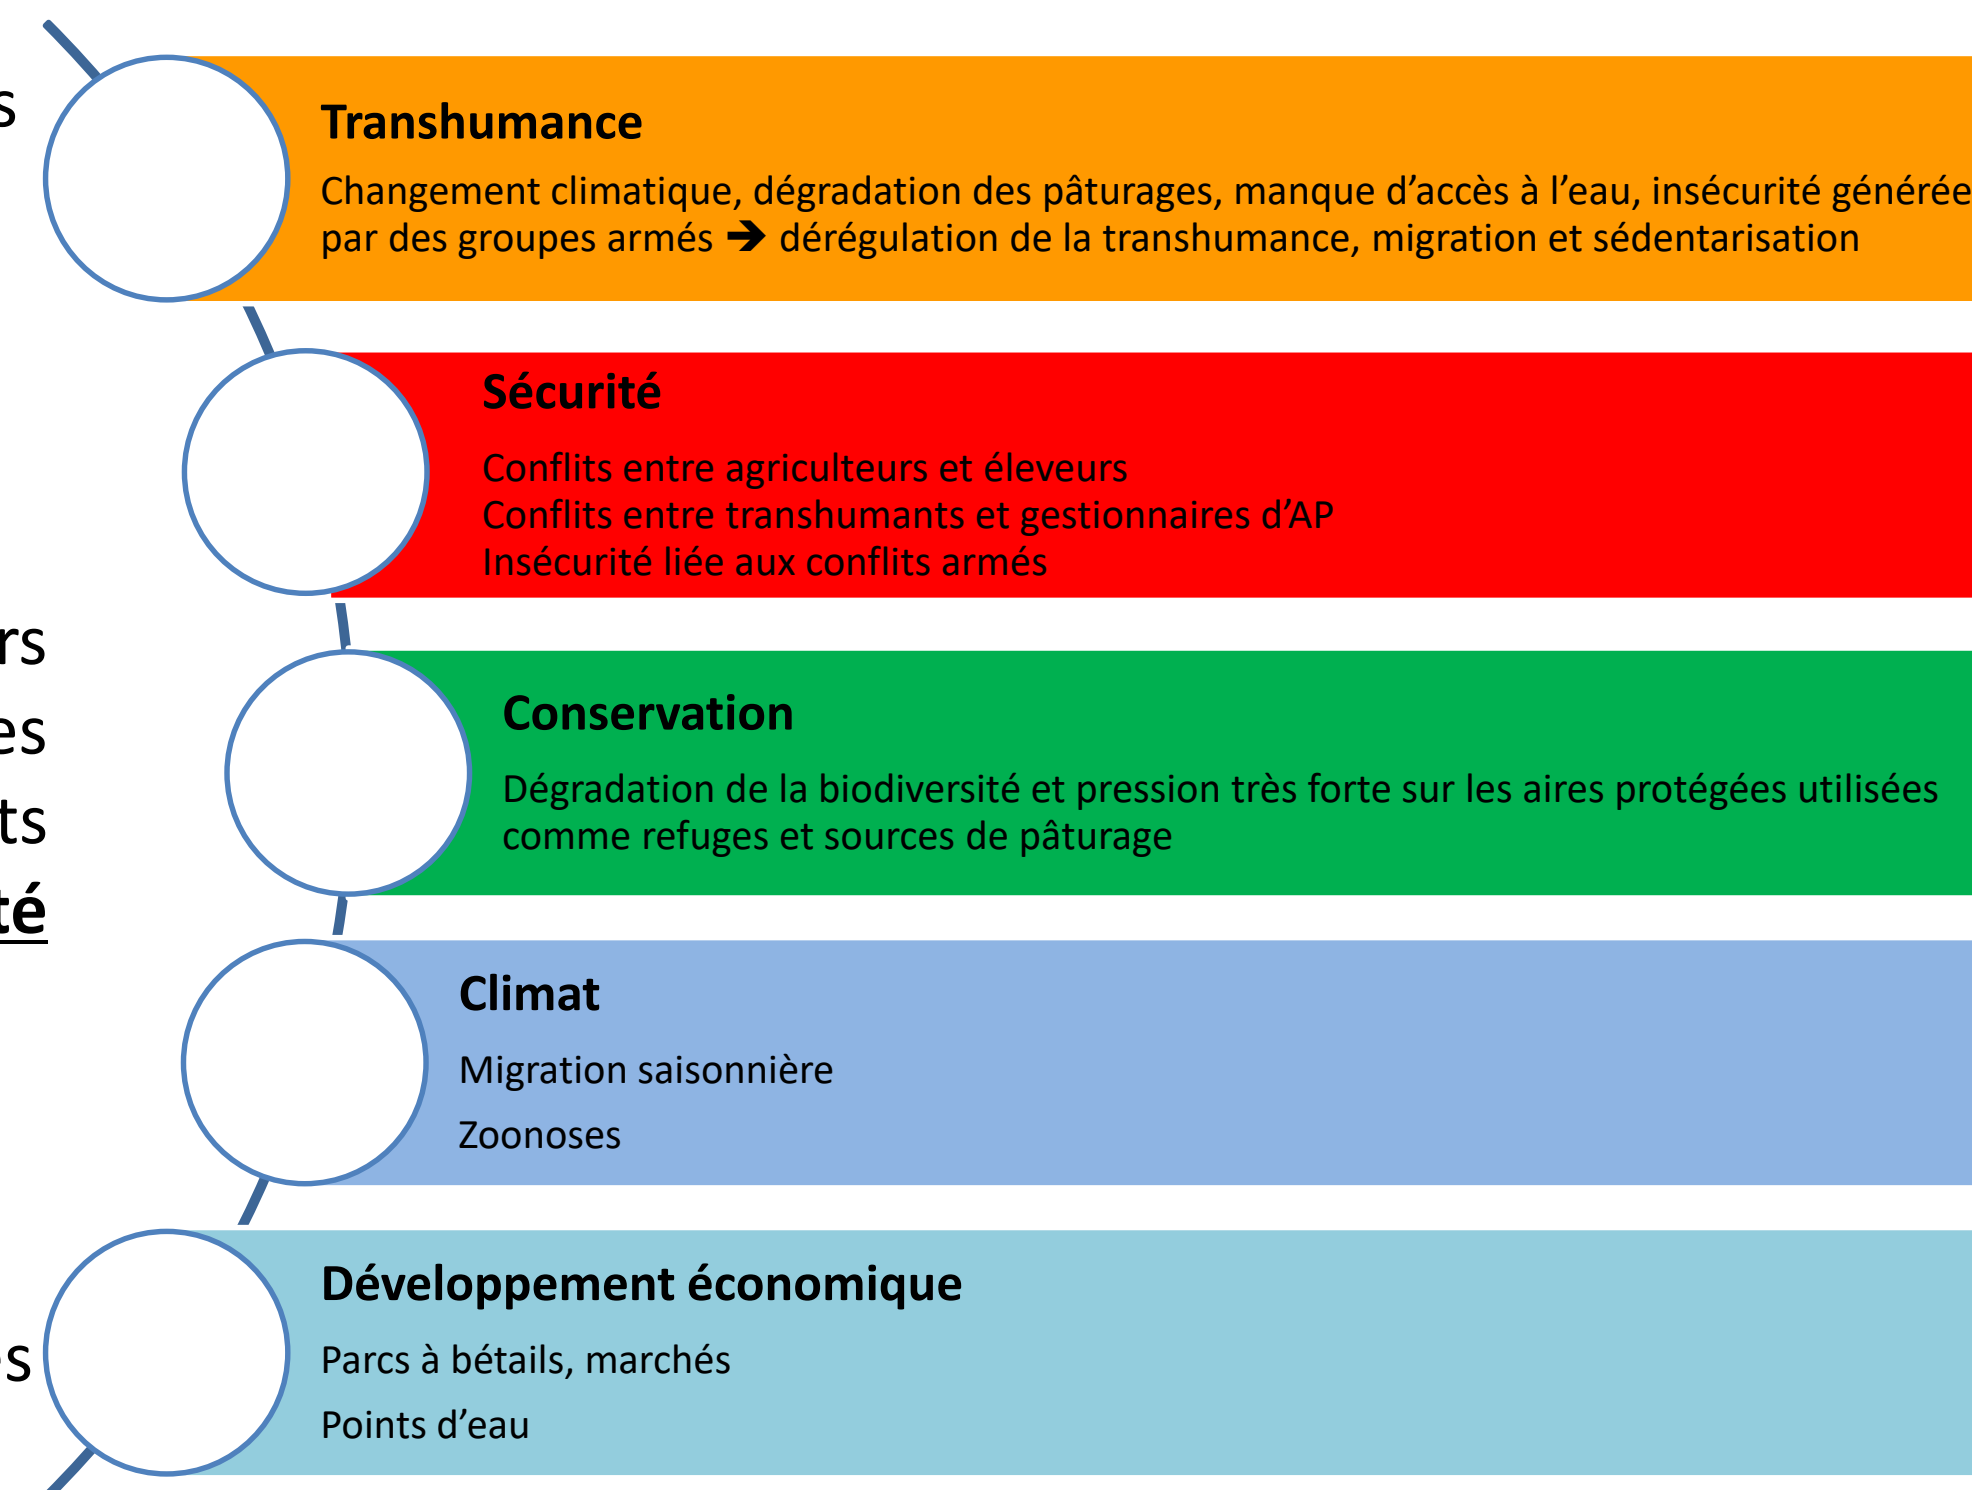 Transhumance
Changement climatique, dégradation des pâturages, manque d’accès à l’eau, insécurité générée
par des groupes armés ➔ dérégulation de la transhumance, migration et sédentarisation
Sécurité
Conflits entre agriculteurs et éleveurs
Conflits entre transhumants et gestionnaires d’AP
Insécurité liée aux conflits armés
Conservation
Dégradation de la biodiversité et pression très forte sur les aires protégées utilisées
comme refuges et sources de pâturage
Climat
Migration saisonnière
Zoonoses
Développement économique
Parcs à bétails, marchés
Points d’eau